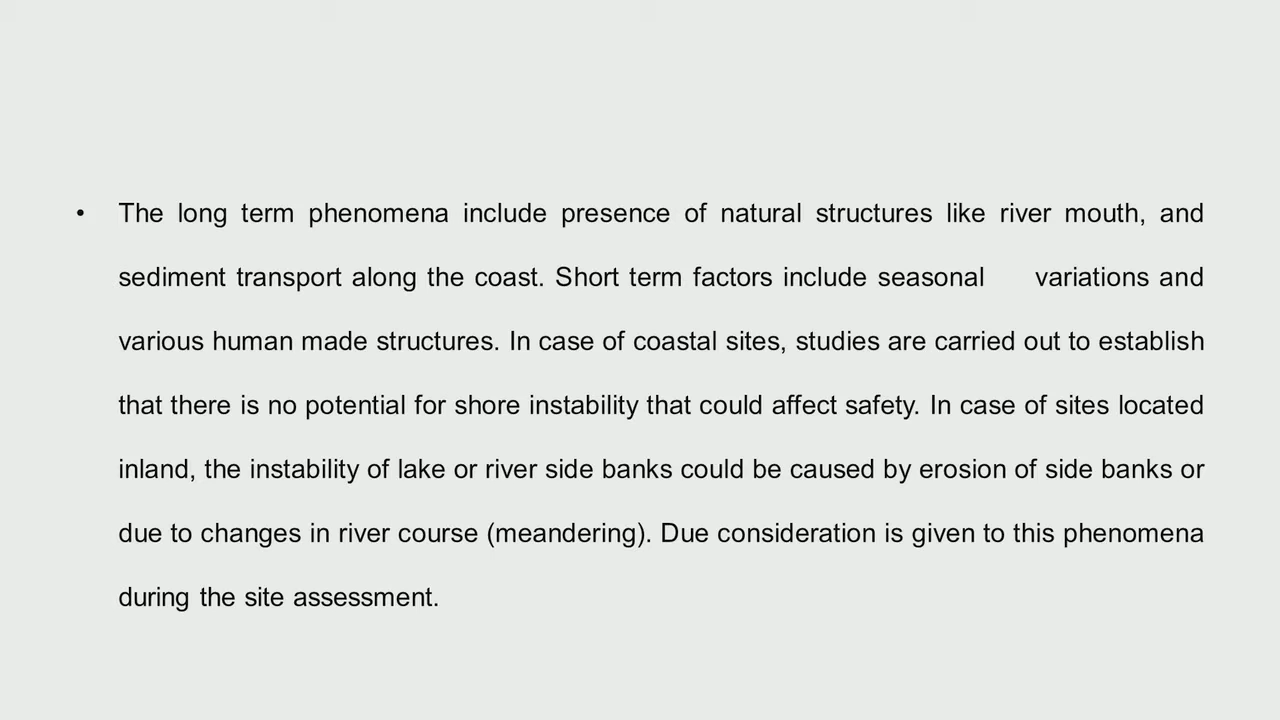 • The long term phenomena include presence of natural structures like river mouth, and
sediment transport along the coast. Short term factors include seasonal variations and
various human made structures. In case of coastal sites, studies are carried out to establish
that there is no potential for shore instability that could affect safety. In case of sites located
inland, the instability of lake or river side banks could be caused by erosion of side banks or
due to changes in river course (meandering). Due consideration is given to this phenomena
during the site assessment.